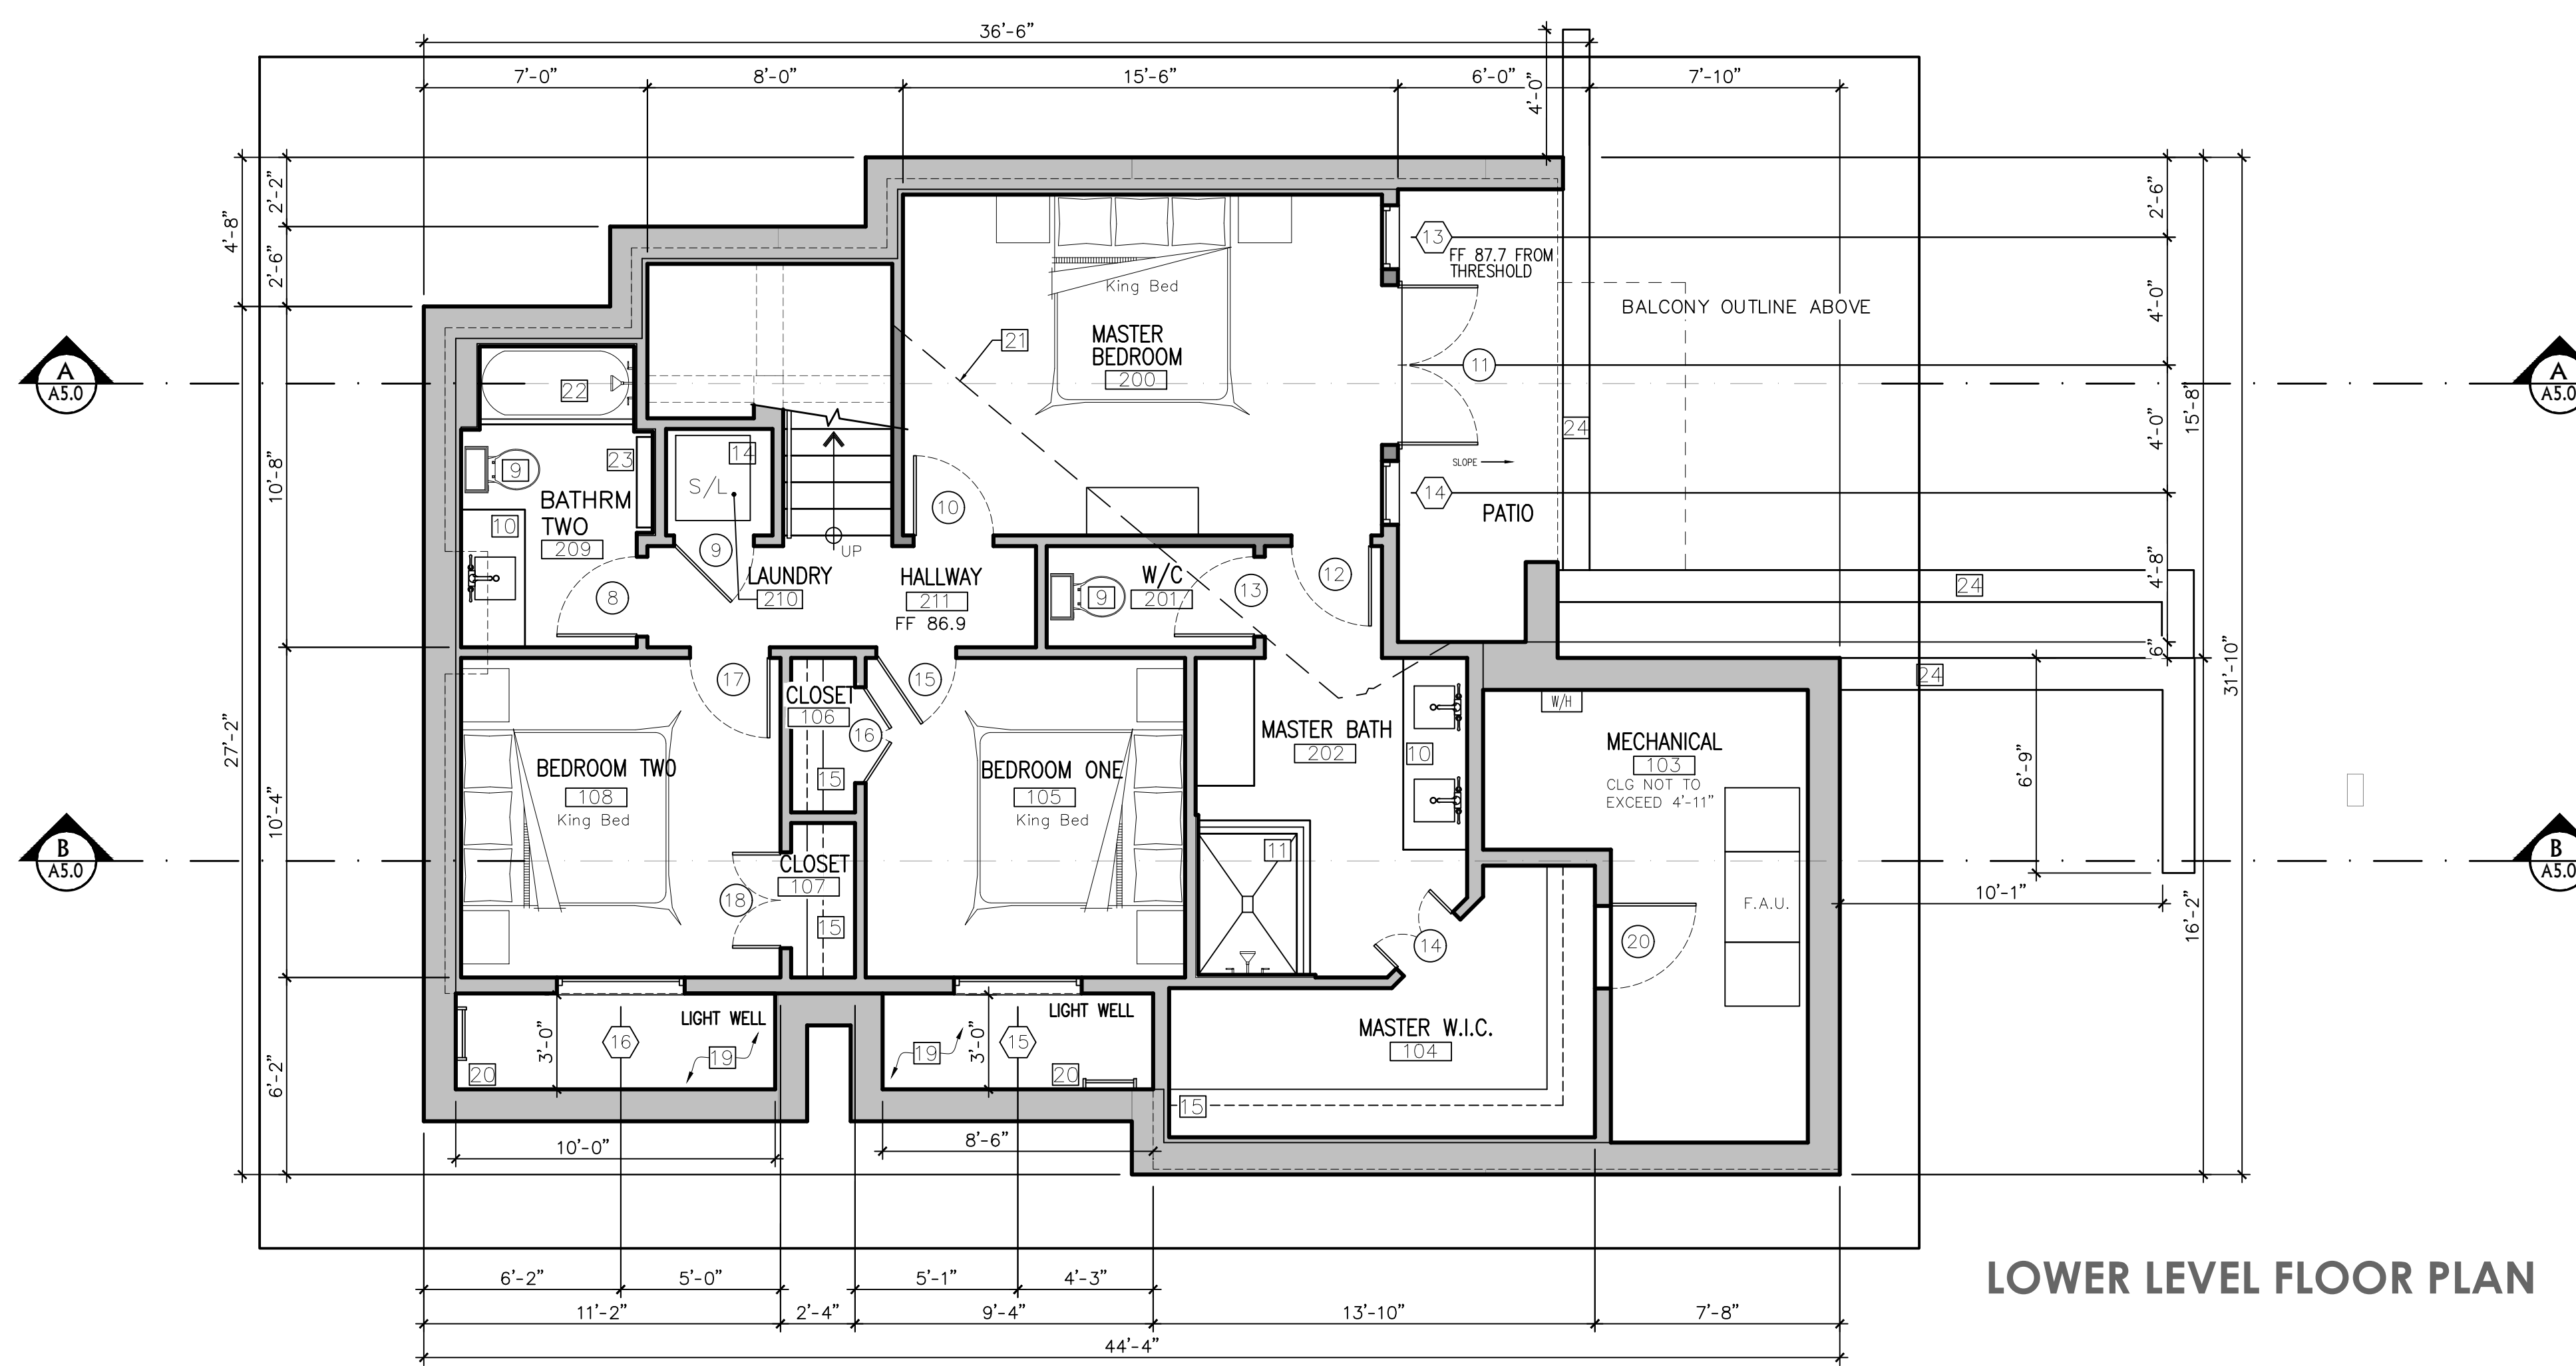 36'-6"
7'-0"
8'-0"
15'-6"
6'-0"
7'-10"
4'-0"
2'-2"
4'-8"
2'-6"
2'-6"
13
FF 87.7 FROM
THRESHOLD
King Bed
BALCONY OUTLINE ABOVE
4'-0"
21
MASTER
BEDROOM
200
11
A
A5.0
A
A5.0
22
15'-8"
24
4'-0"
9
23
14
S/L
10'-8"
SLOPE
14
BATHRM
TWO
209
10
10
PATIO
UP
9
8
LAUNDRY
210
HALLWAY
211
FF 86.9
W/C
201
9
13
12
4'-8"
24
6"
31'-10"
17
15
24
CLOSET
106
16
15
W/H
MASTER BATH
202
10
MECHANICAL
103
CLG NOT TO
EXCEED 4'-11"
27'-2"
6'-9"
BEDROOM TWO
108
King Bed
BEDROOM ONE
105
King Bed
10'-4"
B
A5.0
B
A5.0
CLOSET
107
18
15
11
F.A.U.
10'-1"
16'-2"
14
20
LIGHT WELL
3'-0"
16
19
20
LIGHT WELL
19
3'-0"
15
20
MASTER W.I.C.
104
15
6'-2"
10'-0"
8'-6"
6'-2"
5'-0"
5'-1"
4'-3"
11'-2"
2'-4"
9'-4"
13'-10"
7'-8"
44'-4"
LOWER LEVEL FLOOR PLAN